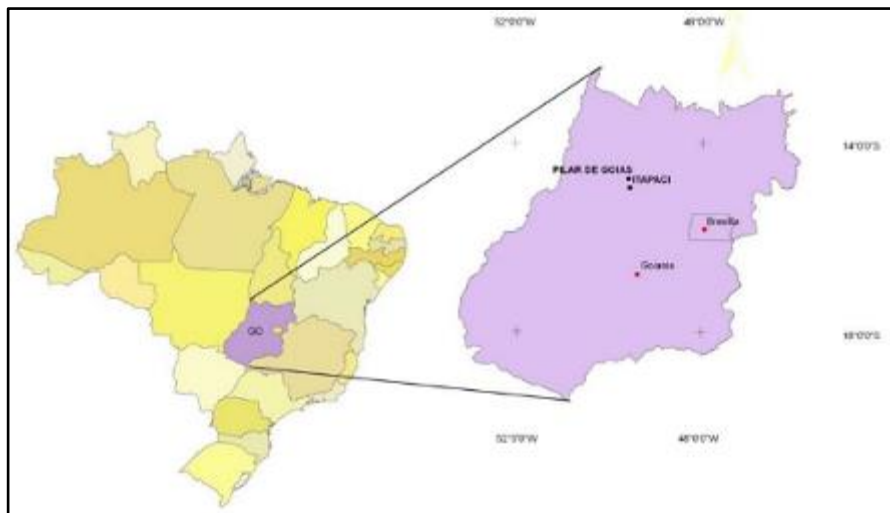 52°0'0"W
48°0'0"W
14°0'0"S
PILAR DE GOIAS
ITAPACI
Brasília
Goiania
GO
18°0'0"S
52°0'0"W
48°0'0"W